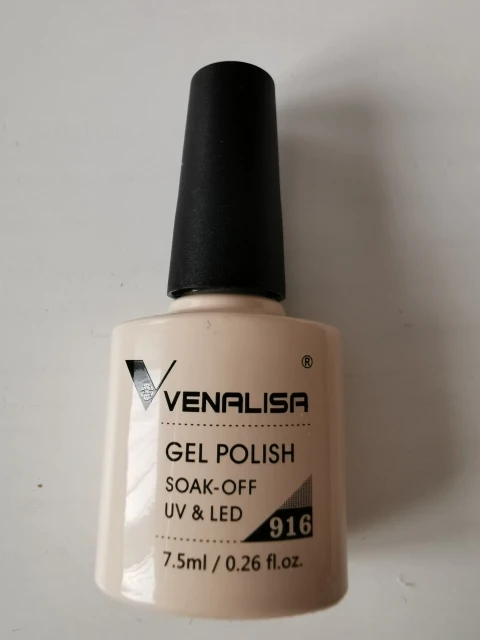 ®
VENALISA
GEL POLISH
SOAK-OFF
UV & LED
916
7.5ml / 0.26 fl.oz.